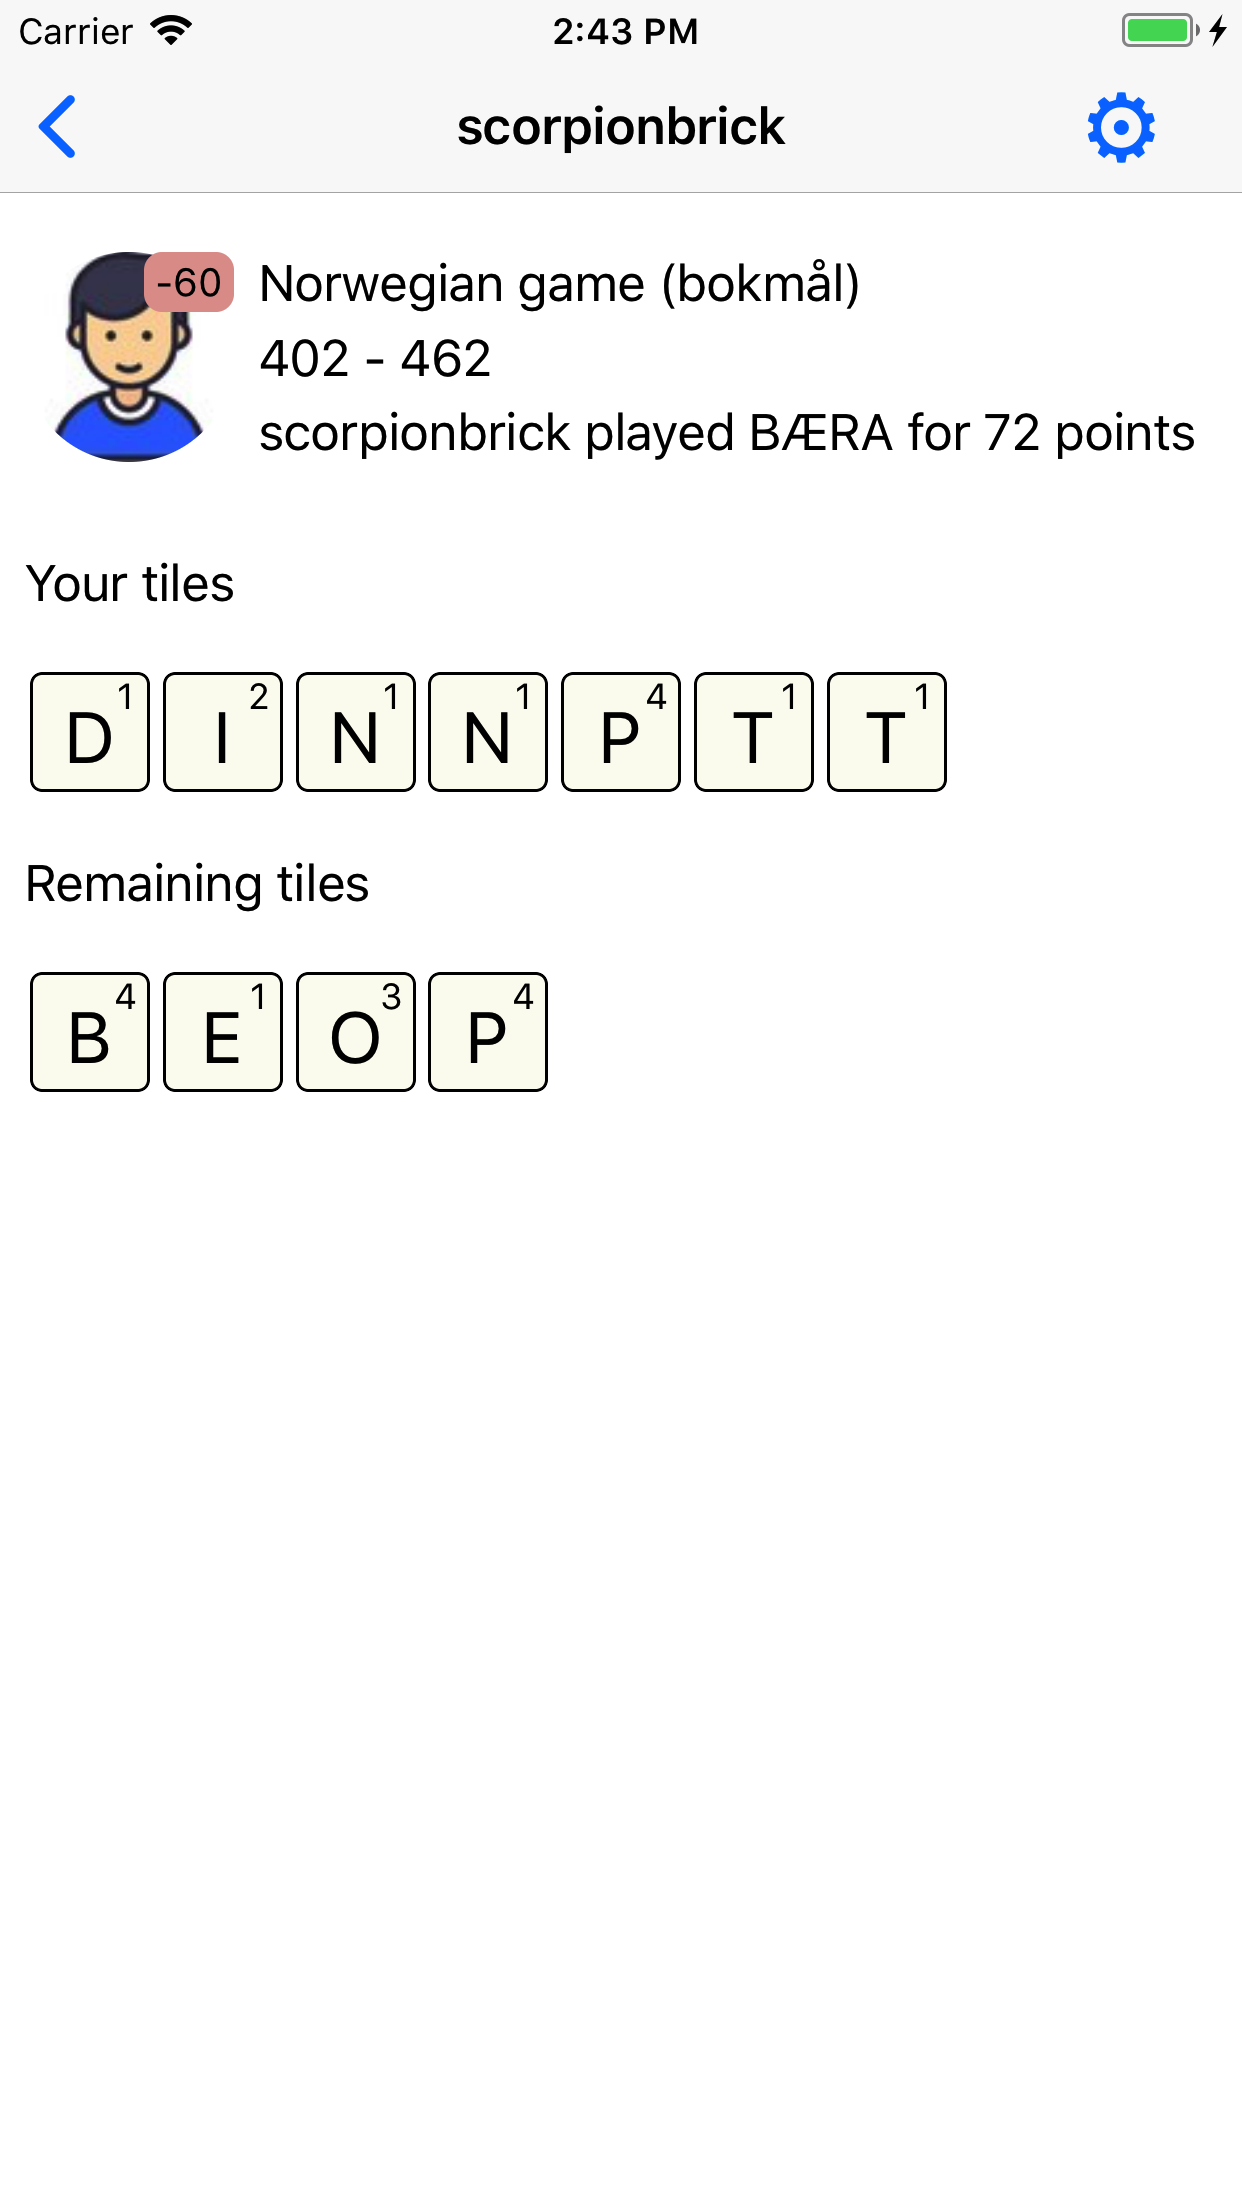 Carrier 2:43 PM
scorpionbrick
-60
Norwegian game (bokmål)
402 - 462
scorpionbrick played BÆRA for 72 points
Your tiles
D 1 I 2 N 1 N 1 P 4 T 1 T 1
Remaining tiles
B 4 E 1 O 3 P 4